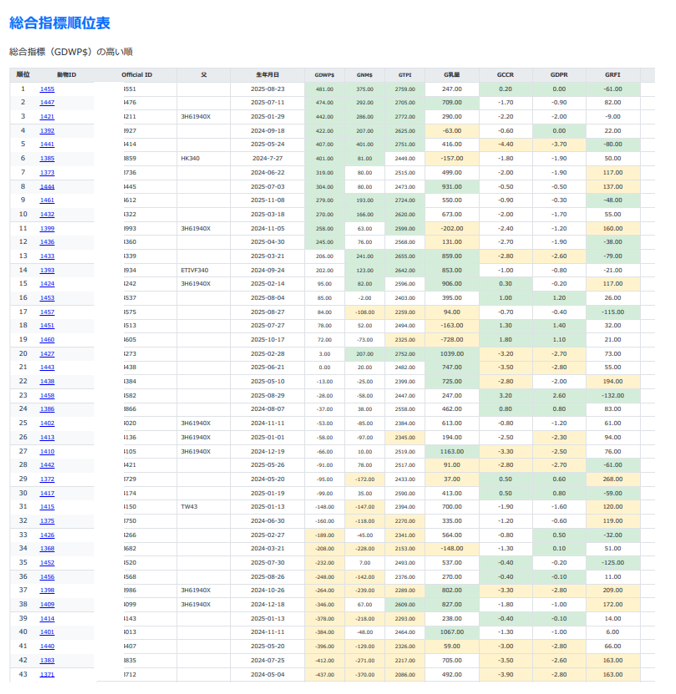 総合指標順位表
総合指標（GDWP$）の高い順
順位 動物ID Official ID 父 生年月日 GDWP$ GNM$ GTPI G乳量 GCCR GDPR GRFI
1 1455 I551 2025-08-23 481.00 375.00 2759.00 247.00 0.20 0.00 -61.00
2 1447 I476 2025-07-11 474.00 292.00 2705.00 709.00 -1.70 -0.90 82.00
3 1421 I211 3H61940X 2025-01-29 442.00 286.00 2772.00 290.00 -2.20 -2.00 -9.00
4 1392 I927 2024-09-18 422.00 207.00 2625.00 -63.00 -0.60 0.00 22.00
5 1441 I414 2025-05-24 407.00 401.00 2751.00 416.00 -4.40 -3.70 -80.00
6 1385 I859 HK340 2024-7-27 401.00 81.00 2449.00 -157.00 -1.80 -1.90 50.00
7 1373 I736 2024-06-22 319.00 80.00 2515.00 499.00 -2.00 -1.90 117.00
8 1444 I445 2025-07-03 304.00 80.00 2473.00 931.00 -0.50 -0.50 137.00
9 1461 I612 2025-11-08 279.00 193.00 2724.00 550.00 -0.90 -0.30 -48.00
10 1432 I322 2025-03-18 270.00 166.00 2620.00 673.00 -2.00 -1.70 55.00
11 1399 I993 3H61940X 2024-11-05 258.00 63.00 2599.00 -202.00 -2.40 -1.20 160.00
12 1436 I360 2025-04-30 245.00 76.00 2568.00 131.00 -2.70 -1.90 -38.00
13 1433 I339 2025-03-21 206.00 241.00 2655.00 859.00 -2.80 -2.60 -79.00
14 1393 I934 ETIVF340 2024-09-24 202.00 123.00 2642.00 853.00 -1.00 -0.80 -21.00
15 1424 I242 3H61940X 2025-02-14 95.00 82.00 2596.00 906.00 0.30 -0.20 117.00
16 1453 I537 2025-08-04 85.00 -2.00 2403.00 395.00 1.00 1.20 26.00
17 1457 I575 2025-08-27 84.00 -108.00 2259.00 94.00 -0.70 -0.40 -115.00
18 1451 I513 2025-07-27 78.00 52.00 2494.00 -163.00 1.30 1.40 32.00
19 1460 I605 2025-10-17 72.00 -73.00 2325.00 -728.00 1.80 1.10 21.00
20 1427 I273 2025-02-28 3.00 207.00 2752.00 1039.00 -3.20 -2.70 73.00
21 1443 I438 2025-06-21 0.00 20.00 2482.00 747.00 -3.50 -2.80 55.00
22 1438 I384 2025-05-10 -13.00 -25.00 2399.00 725.00 -2.80 -2.00 194.00
23 1458 I582 2025-08-29 -28.00 -58.00 2447.00 247.00 3.20 2.60 -132.00
24 1386 I866 2024-08-07 -37.00 38.00 2558.00 462.00 0.80 0.80 83.00
25 1402 I020 3H61940X 2024-11-11 -53.00 -85.00 2384.00 613.00 -0.80 -1.20 61.00
26 1413 I136 3H61940X 2025-01-01 -58.00 -97.00 2345.00 194.00 -2.50 -2.30 94.00
27 1410 I105 3H61940X 2024-12-19 -66.00 10.00 2519.00 1163.00 -3.30 -2.50 76.00
28 1442 I421 2025-05-26 -91.00 78.00 2517.00 91.00 -2.80 -2.70 -61.00
29 1372 I729 2024-05-20 -95.00 -172.00 2433.00 37.00 0.50 0.60 268.00
30 1417 I174 2025-01-19 -99.00 35.00 2590.00 413.00 0.50 0.80 -59.00
31 1415 I150 TW43 2025-01-13 -148.00 -147.00 2394.00 700.00 -1.90 -1.60 120.00
32 1375 I750 2024-06-30 -160.00 -118.00 2270.00 335.00 -1.20 -0.60 119.00
33 1426 I266 2025-02-27 -189.00 -45.00 2341.00 564.00 -0.80 0.50 -32.00
34 1368 I682 2024-03-21 -208.00 -228.00 2153.00 -148.00 -1.30 0.10 51.00
35 1452 I520 2025-07-30 -232.00 7.00 2493.00 537.00 -0.40 -0.20 -125.00
36 1456 I568 2025-08-26 -248.00 -142.00 2376.00 270.00 -0.40 -0.10 11.00
37 1398 I986 3H61940X 2024-10-26 -264.00 -239.00 2289.00 802.00 -3.30 -2.80 209.00
38 1409 I099 3H61940X 2024-12-18 -346.00 67.00 2609.00 827.00 -1.80 -1.00 172.00
39 1414 I143 2025-01-13 -378.00 -218.00 2293.00 238.00 -0.40 -0.10 14.00
40 1401 I013 2024-11-11 -384.00 -48.00 2464.00 1067.00 -1.30 -1.00 6.00
41 1440 I407 2025-05-20 -396.00 -129.00 2326.00 59.00 -3.00 -2.80 66.00
42 1383 I835 2024-07-25 -412.00 -271.00 2217.00 705.00 -3.50 -2.60 163.00
43 1371 I712 2024-05-04 -437.00 -370.00 2086.00 492.00 -3.90 -2.80 163.00